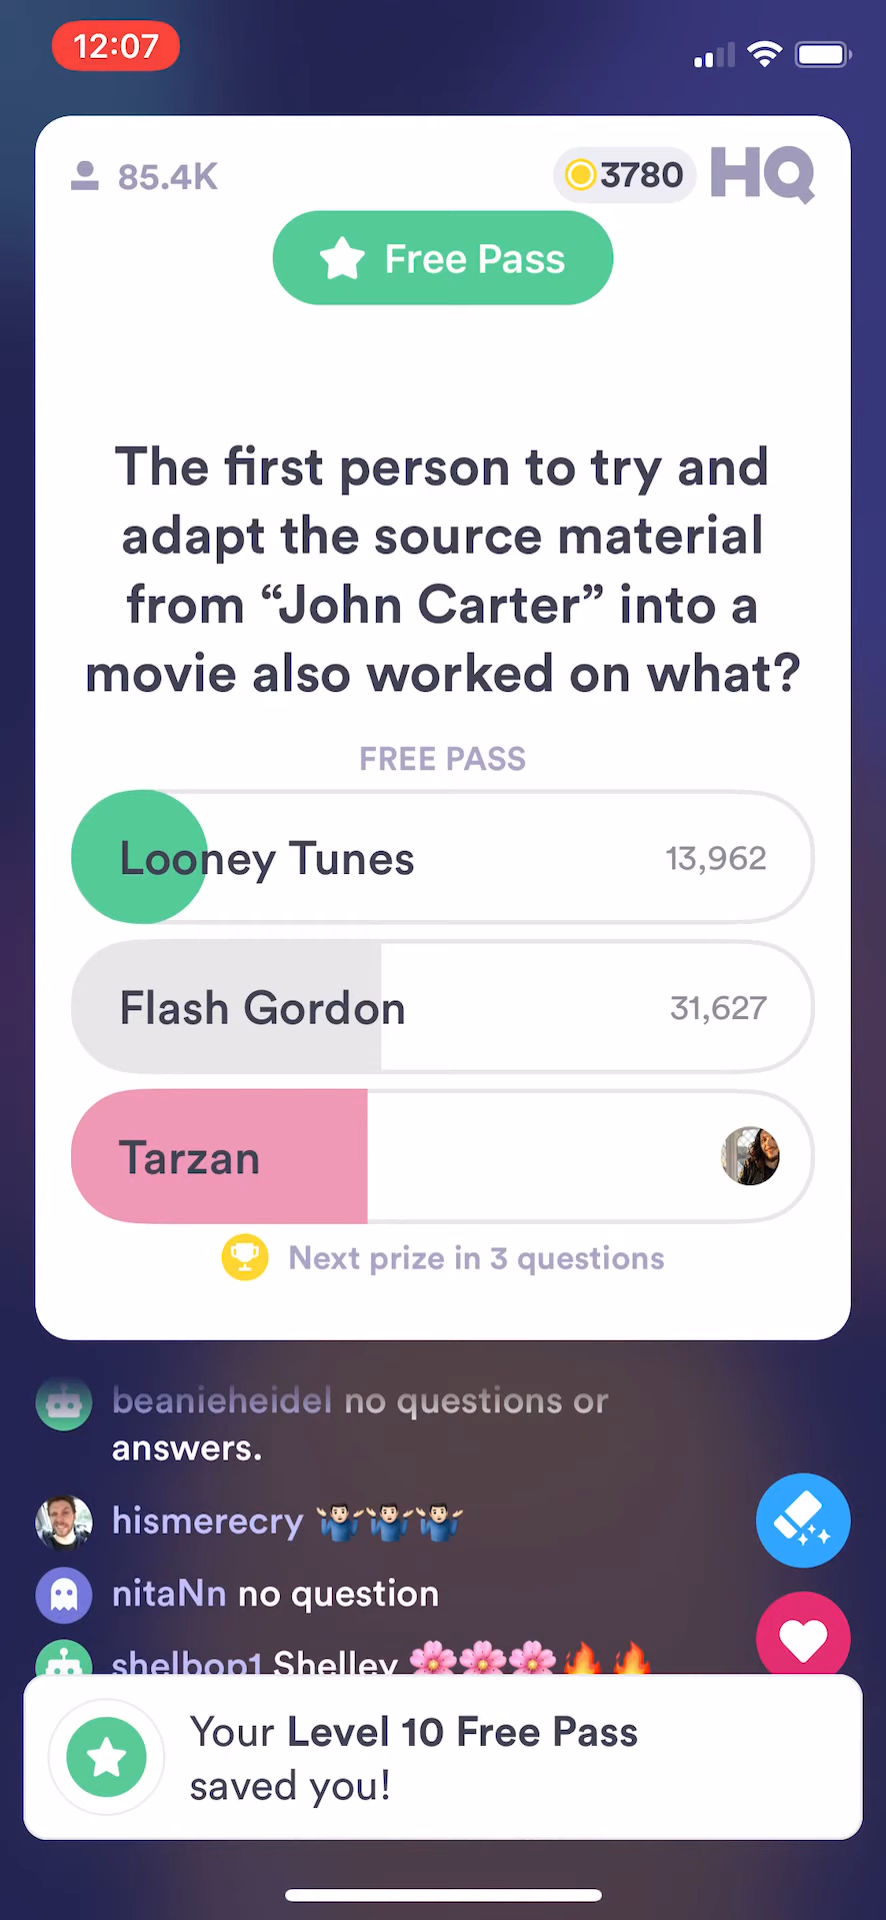 12:07
85.4K
3780 HQ
Free Pass
The first person to try and
adapt the source material
from “John Carter” into a
movie also worked on what?
FREE PASS
Looney Tunes 13,962
Flash Gordon 31,627
Tarzan
Next prize in 3 questions
beanieheidel no questions or
answers.
hismerecry 🤷🏻‍♂️🤷🏻‍♂️🤷🏻‍♂️
nitaNn no question
shelbop1 Shelley 🌸🌸🌸🔥🔥
Your Level 10 Free Pass
saved you!